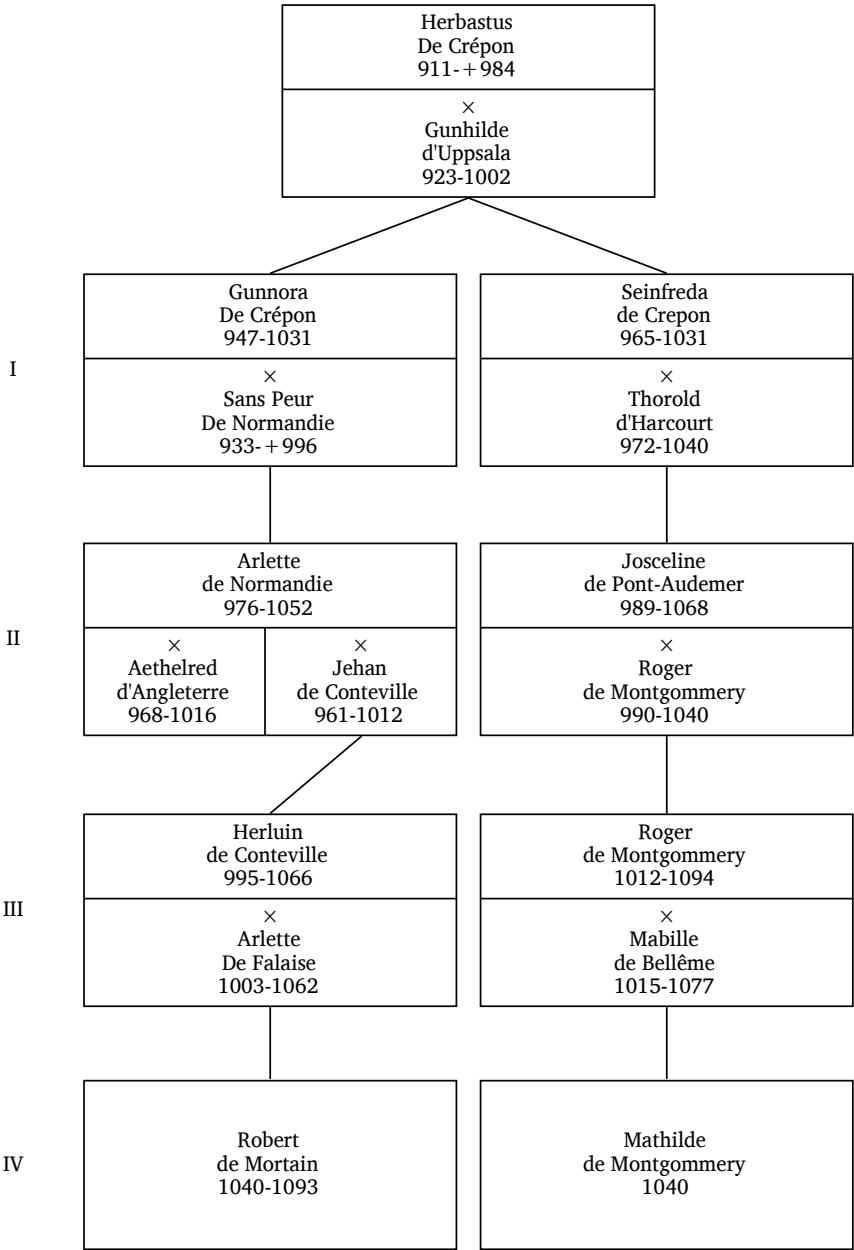 Herbastus
De Crépon
911-+984
×
Gunhilde
d'Uppsala
923-1002
I
Gunnora
De Crépon
947-1031
×
Sans Peur
De Normandie
933-+996
Seinfreda
de Crepon
965-1031
×
Thorold
d'Harcourt
972-1040
II
Arlette
de Normandie
976-1052
×
Aethelred
d'Angleterre
968-1016
×
Jehan
de Conteville
961-1012
Josceline
de Pont-Audemer
989-1068
×
Roger
de Montgommery
990-1040
III
Herluin
de Conteville
995-1066
×
Arlette
De Falaise
1003-1062
Roger
de Montgommery
1012-1094
×
Mabille
de Bellême
1015-1077
IV
Robert
de Mortain
1040-1093
Mathilde
de Montgommery
1040